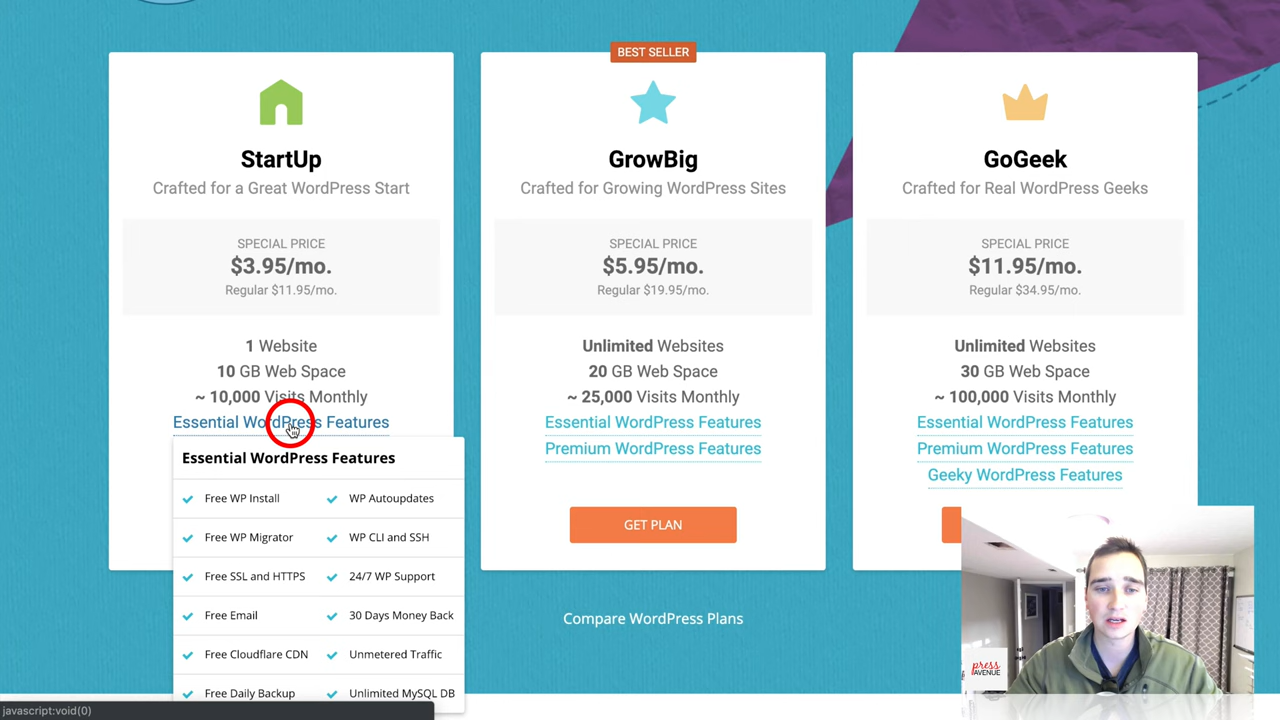 BEST SELLER
StartUp
Crafted for a Great WordPress Start
SPECIAL PRICE
$3.95/mo.
Regular $11.95/mo.
1 Website
10 GB Web Space
~ 10,000 Visits Monthly
Essential WordPress Features
Essential WordPress Features
Free WP Install
WP Autoupdates
Free WP Migrator
WP CLI and SSH
Free SSL and HTTPS
24/7 WP Support
Free Email
30 Days Money Back
Free Cloudflare CDN
Unmetered Traffic
Free Daily Backup
Unlimited MySQL DB
GrowBig
Crafted for Growing WordPress Sites
SPECIAL PRICE
$5.95/mo.
Regular $19.95/mo.
Unlimited Websites
20 GB Web Space
~ 25,000 Visits Monthly
Essential WordPress Features
Premium WordPress Features
GET PLAN
GoGeek
Crafted for Real WordPress Geeks
SPECIAL PRICE
$11.95/mo.
Regular $34.95/mo.
Unlimited Websites
30 GB Web Space
~ 100,000 Visits Monthly
Essential WordPress Features
Premium WordPress Features
Geeky WordPress Features
Compare WordPress Plans
press
AVENUE
javascript:void(0)